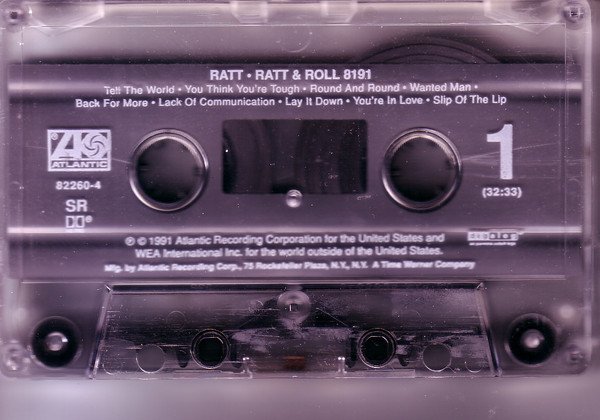 RATT • RATT & ROLL 8191
Tell The World • You Think You're Tough • Round And Round • Wanted Man •
Back For More • Lack Of Communication • Lay It Down • You're In Love • Slip Of The Lip
ATLANTIC
82260-4
SR
1
(32:33)
℗ © 1991 Atlantic Recording Corporation for the United States and
WEA International Inc. for the world outside of the United States.
Mfg. by Atlantic Recording Corp., 75 Rockefeller Plaza, N.Y., N.Y. A Time Warner Company